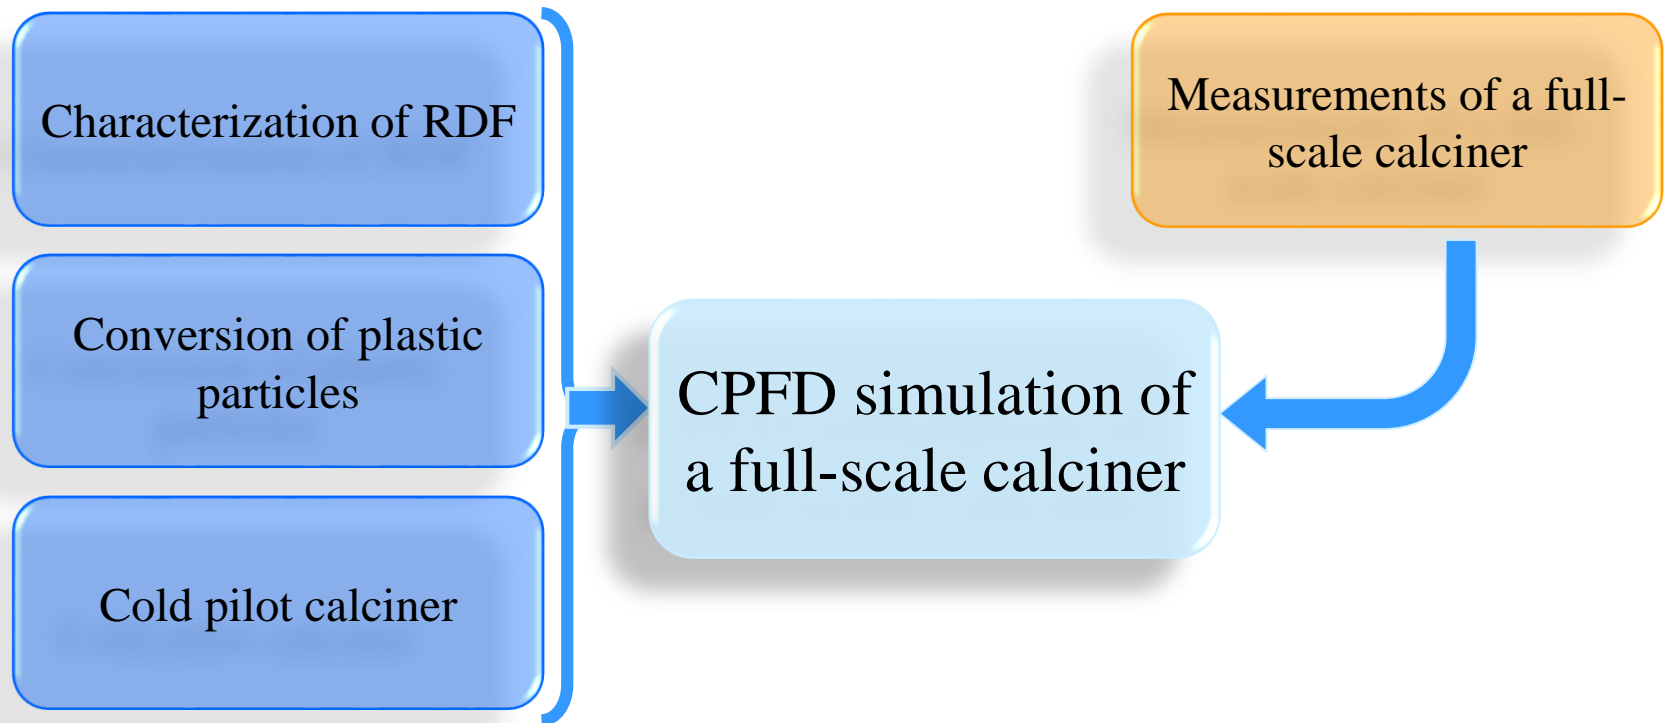 Characterization of RDF
Conversion of plastic
particles
Cold pilot calciner
CPFD simulation of
a full-scale calciner
Measurements of a full-
scale calciner